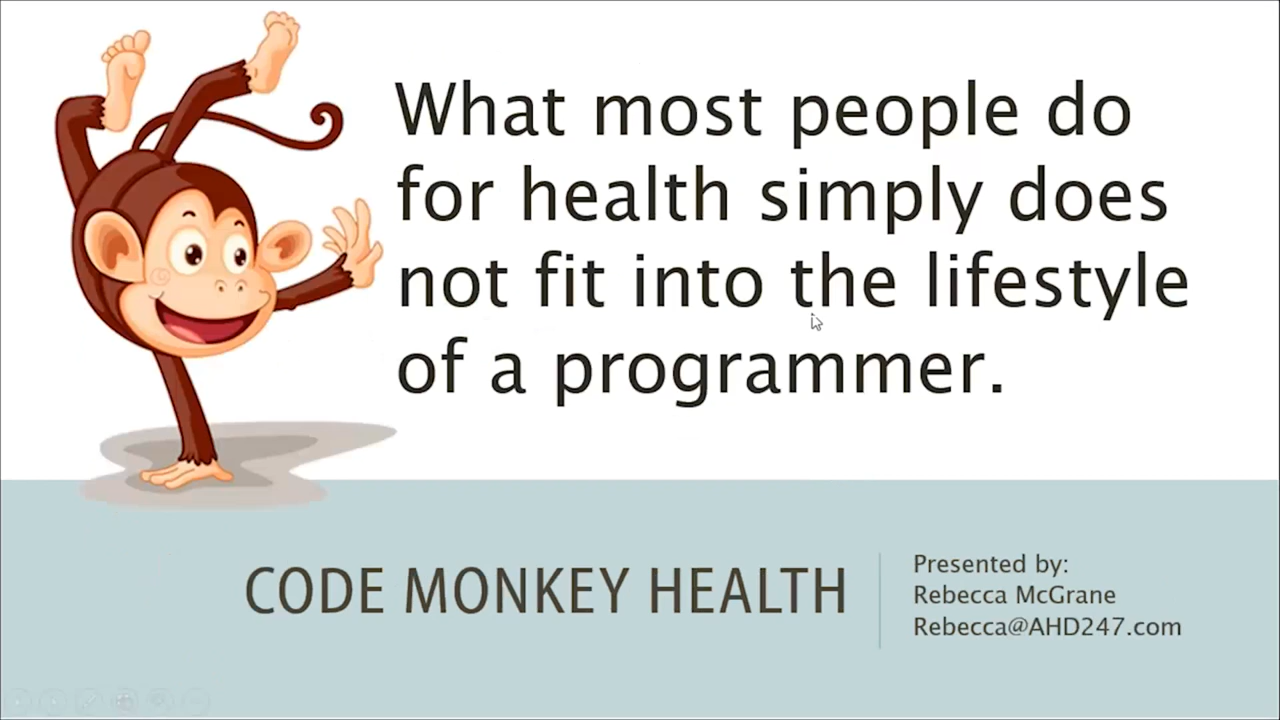 What most people do
for health simply does
not fit into the lifestyle
of a programmer.
CODE MONKEY HEALTH
Presented by:
Rebecca McGrane
Rebecca@AHD247.com